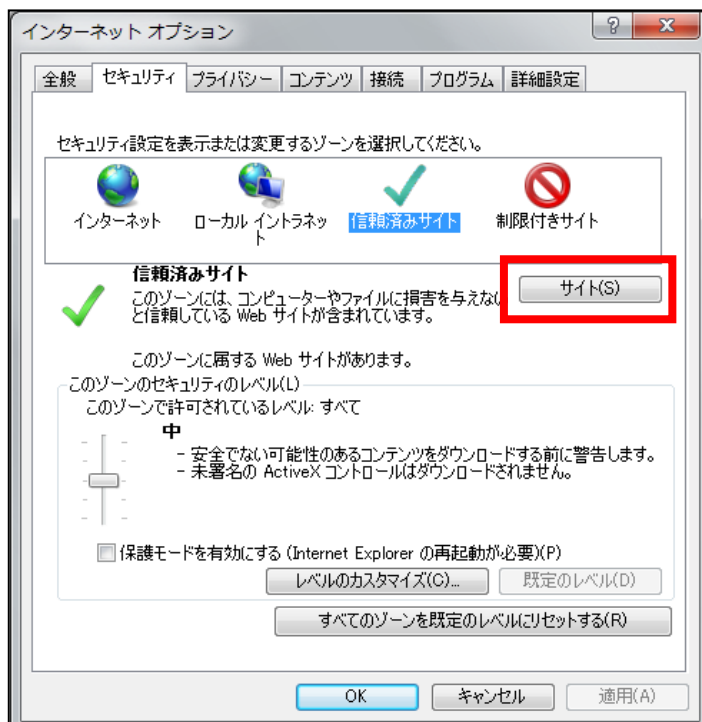 インターネット オプション
全般 セキュリティ プライバシー コンテンツ 接続 プログラム 詳細設定
セキュリティ設定を表示または変更するゾーンを選択してください。
インターネット ローカル イントラネッ 信頼済みサイト 制限付きサイト
ト
信頼済みサイト
サイト(S)
このゾーンには、コンピューターやファイルに損害を与えない
と信頼している Web サイトが含まれています。
このゾーンに属する Web サイトがあります。
このゾーンのセキュリティのレベル(L)
このゾーンで許可されているレベル: すべて
中
- 安全でない可能性のあるコンテンツをダウンロードする前に警告します。
- 未署名の ActiveX コントロールはダウンロードされません。
保護モードを有効にする (Internet Explorer の再起動が必要)(P)
レベルのカスタマイズ(C)... 既定のレベル(D)
すべてのゾーンを既定のレベルにリセットする(R)
OK キャンセル 適用(A)